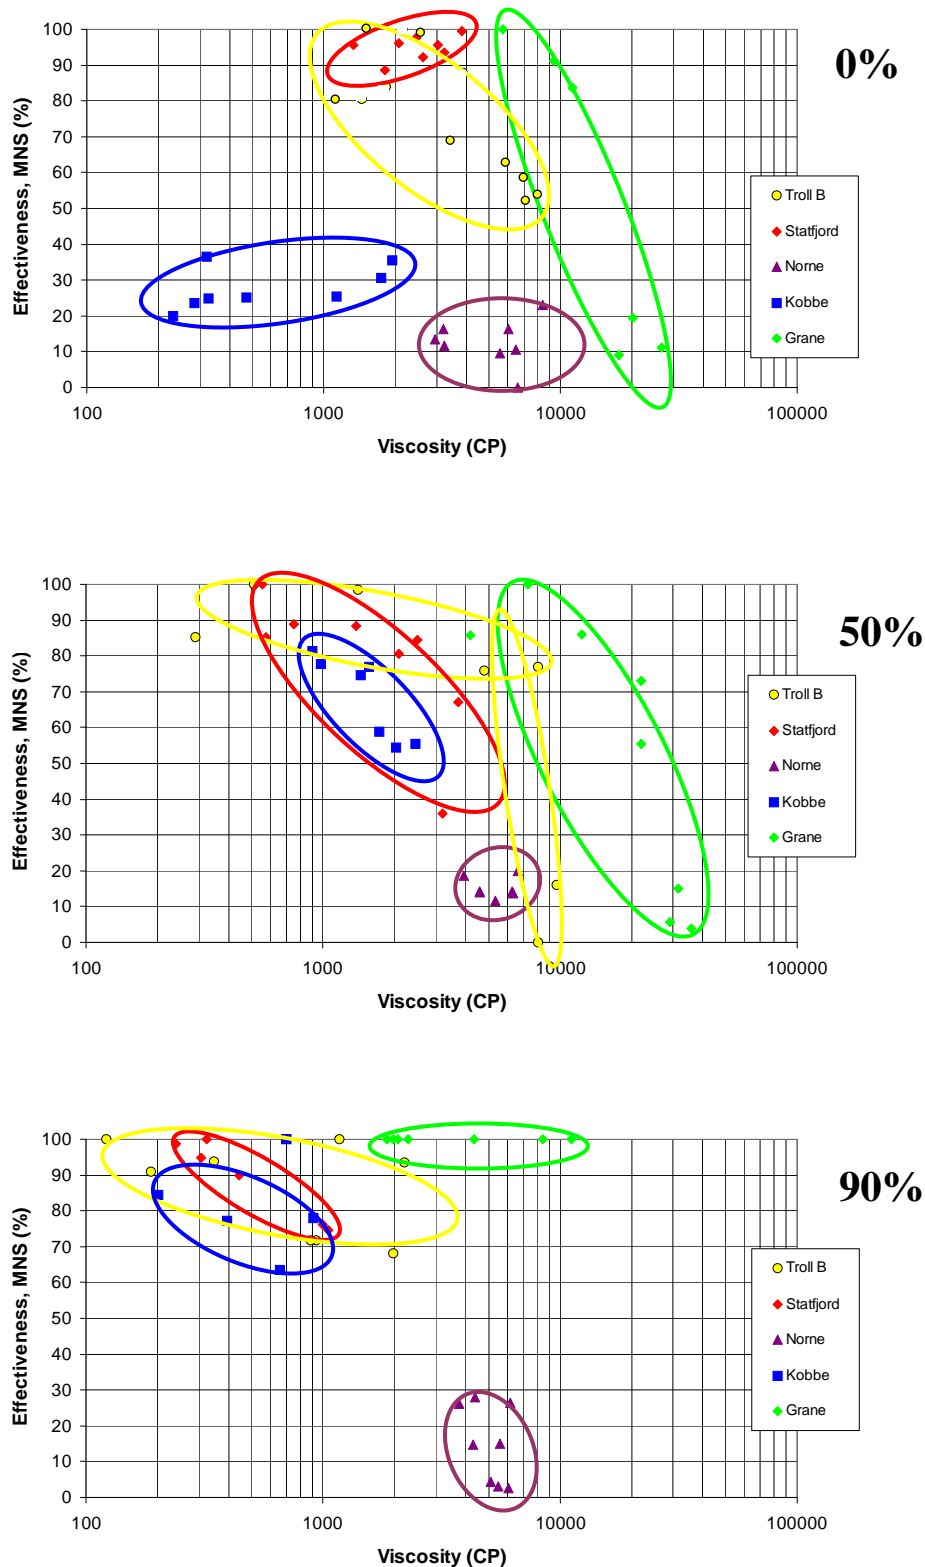 100
90
80
70
60
50
40
30
20
10
0
Effectiveness, MNS (%)
100 1000 10000 100000
Viscosity (CP)
0%
Troll B
Statfjord
Norne
Kobbe
Grane
100
90
80
70
60
50
40
30
20
10
0
Effectiveness, MNS (%)
100 1000 10000 100000
Viscosity (CP)
50%
Troll B
Statfjord
Norne
Kobbe
Grane
100
90
80
70
60
50
40
30
20
10
0
Effectiveness, MNS (%)
100 1000 10000 100000
Viscosity (CP)
90%
Troll B
Statfjord
Norne
Kobbe
Grane